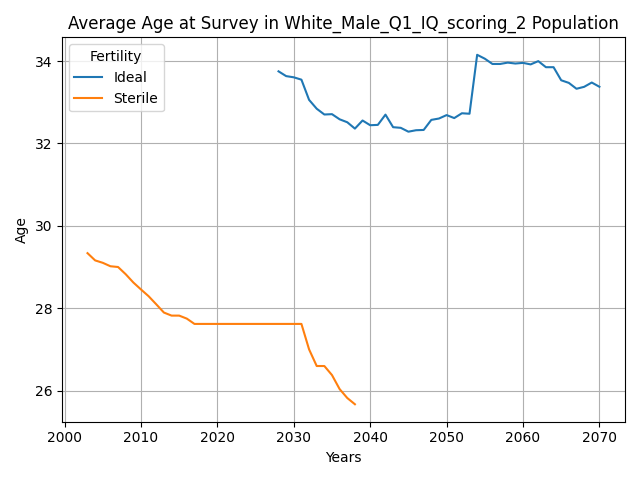 Average Age at Survey in White_Male_Q1_IQ_scoring_2 Population
Fertility
Ideal
Sterile
Age
34
32
30
28
26
2000 2010 2020 2030 2040 2050 2060 2070
Years